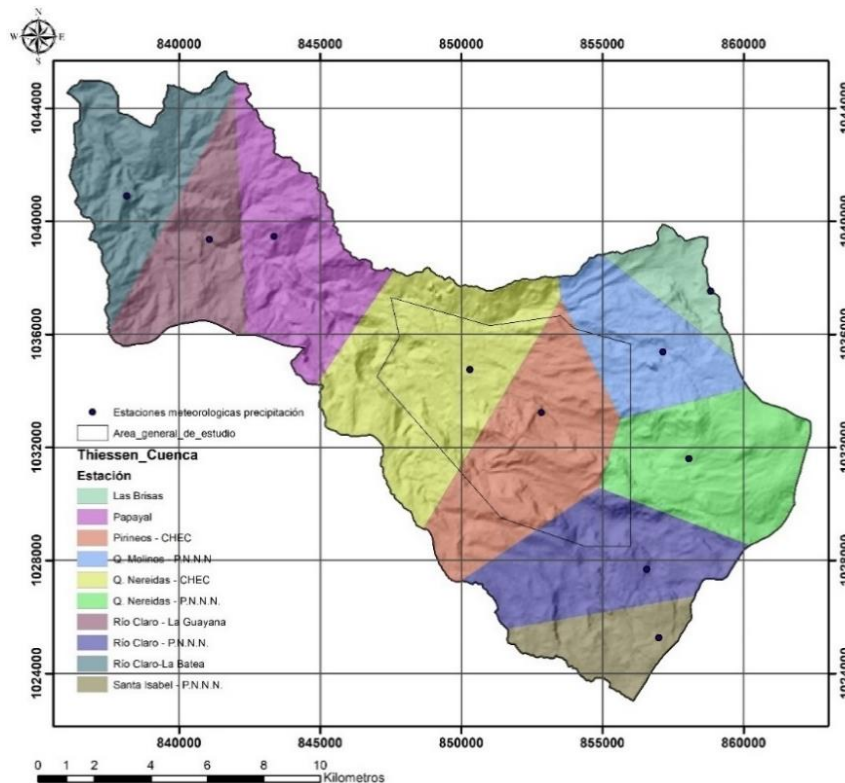 N
W E
S
840000 845000 850000 855000 860000
1044000 1044000
1040000 1040000
1036000 1036000
1032000 1032000
1028000 1028000
1024000 1024000
Estaciones meteorologicas precipitación
Area_general_de_estudio
Thiessen_Cuenca
Estación
Las Brisas
Papayal
Pirineos - CHEC
Q. Molinos - P.N.N.N
Q. Nereidas - CHEC
Q. Nereidas - P.N.N.N.
Río Claro - La Guayana
Río Claro - P.N.N.N.
Río Claro-La Batea
Santa Isabel - P.N.N.N.
840000 845000 850000 855000 860000
0 1 2 4 6 8 10
Kilometros